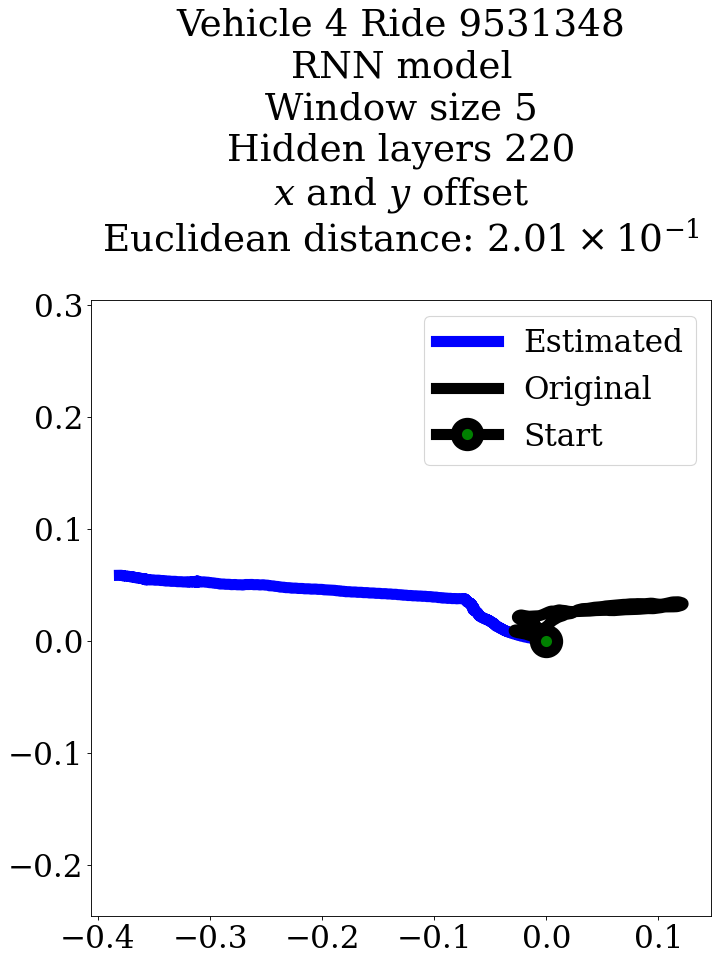 Vehicle 4 Ride 9531348
RNN model
Window size 5
Hidden layers 220
x and y offset
Euclidean distance: 2.01 × 10⁻¹
0.3
0.2
0.1
0.0
−0.1
−0.2
Estimated
Original
Start
−0.4 −0.3 −0.2 −0.1 0.0 0.1